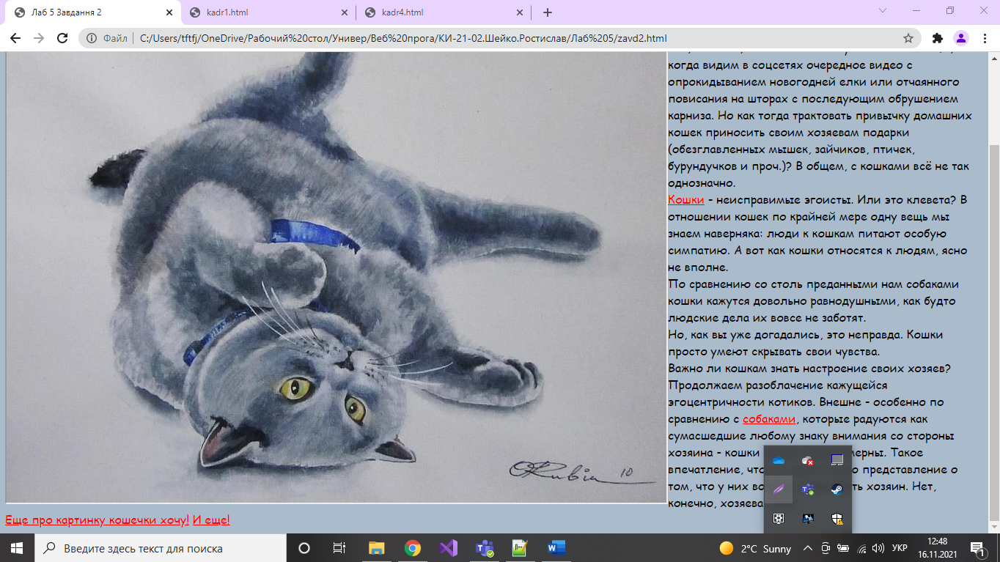 Лаб 5 Завдання 2
kadr1.html
kadr4.html
Файл
C:/Users/tftfj/OneDrive/Рабочий%20стол/Универ/Веб%20прога/КИ-21-02.Шейко.Ростислав/Лаб%205/zavd2.html
когда видим в соцсетях очередное видео с
опрокидыванием новогодней елки или отчаянного
повисания на шторах с последующим обрушением
карниза. Но как тогда трактовать привычку домашних
кошек приносить своим хозяевам подарки
(обезглавленных мышек, зайчиков, птичек,
бурундучков и проч.)? В общем, с кошками всё не так
однозначно.
Кошки - неисправимые эгоисты. Или это клевета? В
отношении кошек по крайней мере одну вещь мы
знаем наверняка: люди к кошкам питают особую
симпатию. А вот как кошки относятся к людям, ясно
не вполне.
По сравнению со столь преданными нам собаками
кошки кажутся довольно равнодушными, как будто
людские дела их вовсе не заботят.
Но, как вы уже догадались, это неправда. Кошки
просто умеют скрывать свои чувства.
Важно ли кошкам знать настроение своих хозяев?
Продолжаем разоблачение кажущейся
эгоцентричности котиков. Внешне - особенно по
сравнению с собаками, которые радуются как
сумасшедшие любому знаку внимания со стороны
хозяина - кошки мерны. Такое
впечатление, что о представление о
том, что у них во ть хозяин. Нет,
конечно, хозяева
Rubia 10
Еще про картинку кошечки хочу! И еще!
Введите здесь текст для поиска
2°C Sunny
УКР
12:48
16.11.2021
1